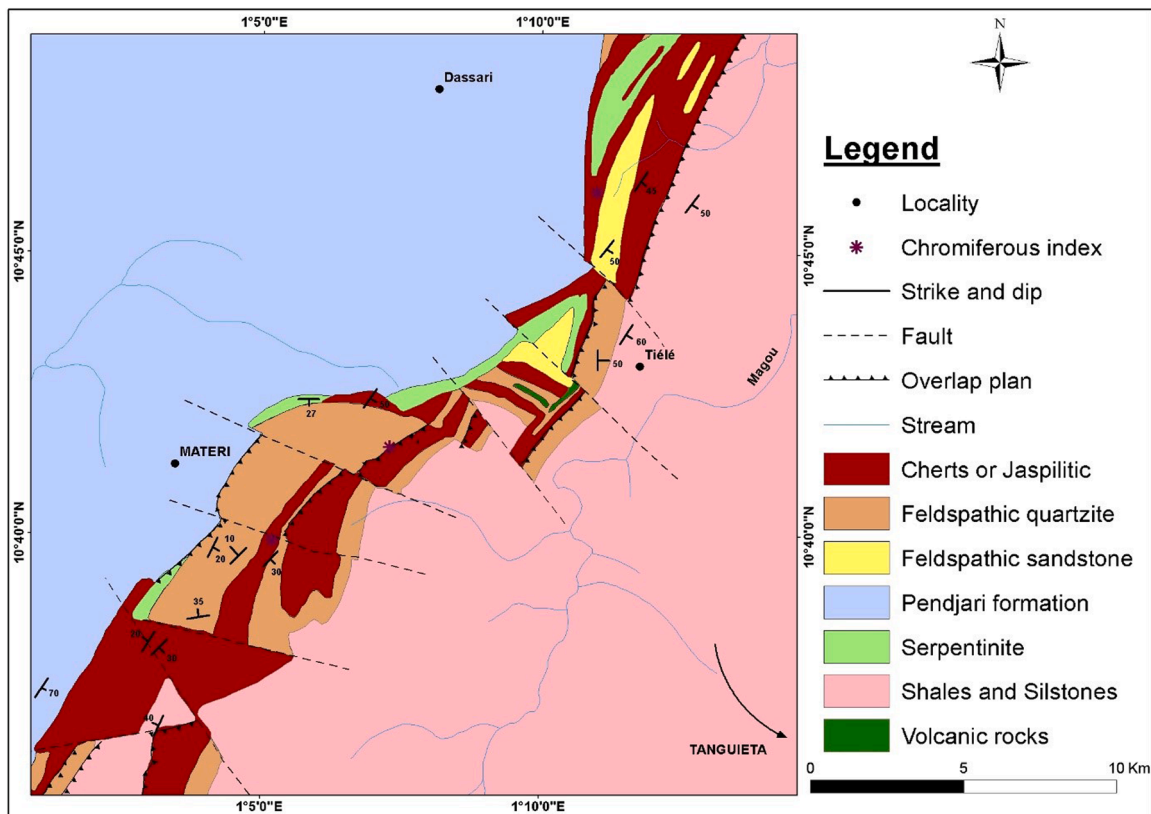 1°5'0"E 1°10'0"E
N
Dassari
45
50
10°45'0"N 10°45'0"N
50
60
50
Tiélé
Magou
27
50
MATERI
10°40'0"N 10°40'0"N
10
20
30
35
20
30
70
40
TANGUIETA
1°5'0"E 1°10'0"E
Legend
Locality
Chromiferous index
Strike and dip
Fault
Overlap plan
Stream
Cherts or Jaspilitic
Feldspathic quartzite
Feldspathic sandstone
Pendjari formation
Serpentinite
Shales and Silstones
Volcanic rocks
0 5 10 Km